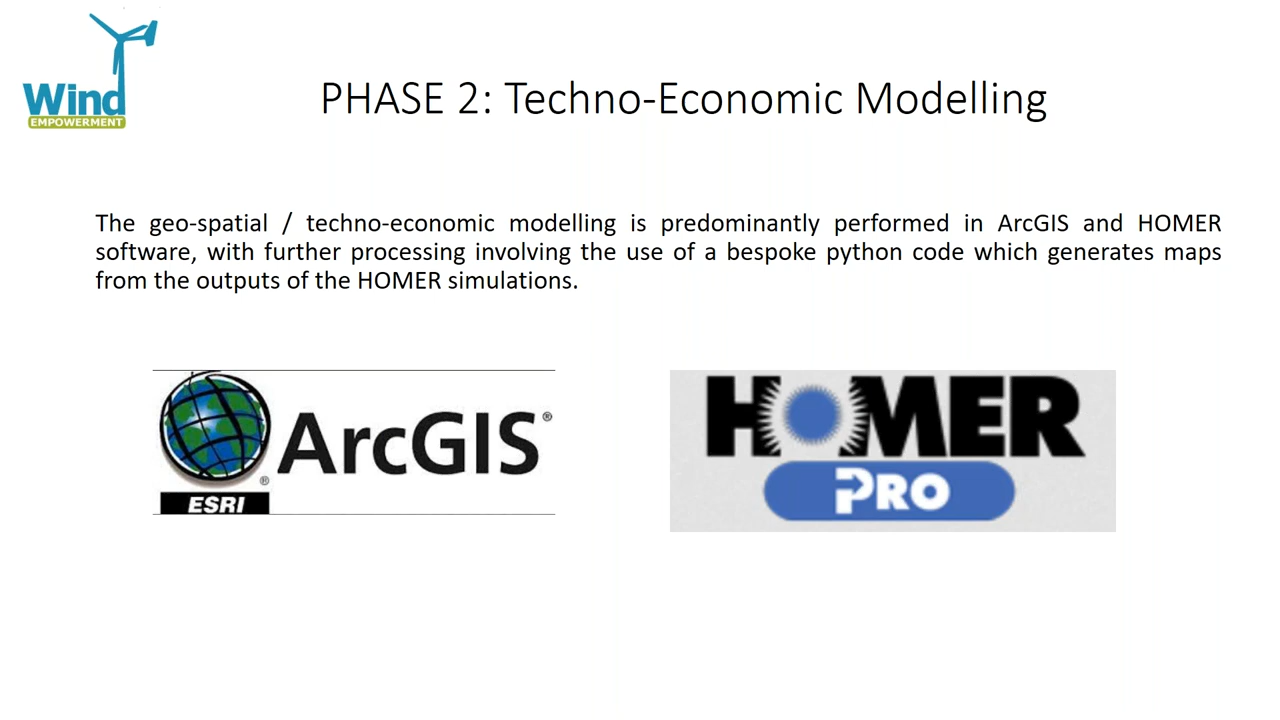 Wind
EMPOWERMENT
PHASE 2: Techno-Economic Modelling
The geo-spatial / techno-economic modelling is predominantly performed in ArcGIS and HOMER
software, with further processing involving the use of a bespoke python code which generates maps
from the outputs of the HOMER simulations.
ArcGIS®
®
ESRI
HOMER
PRO